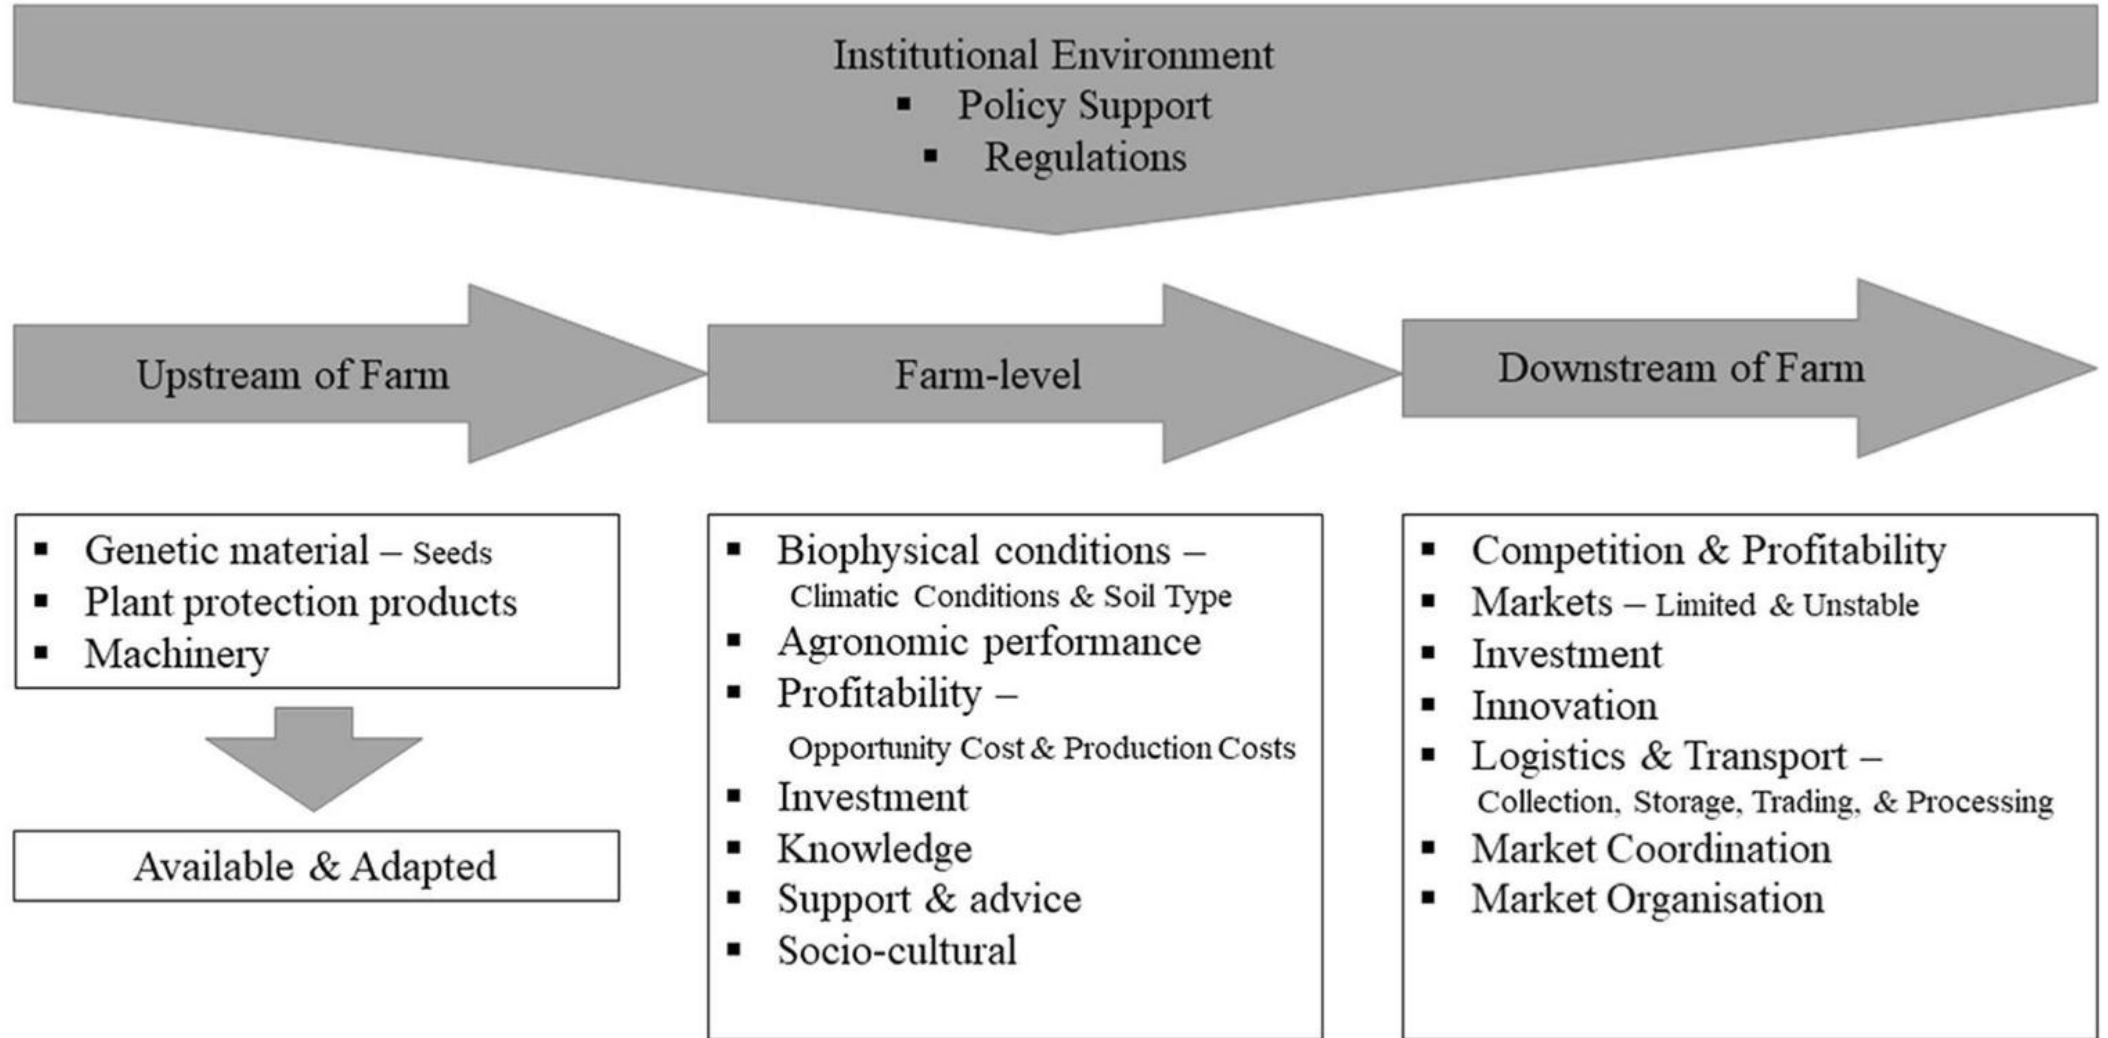 Institutional Environment
▪ Policy Support
▪ Regulations
Upstream of Farm
Farm-level
Downstream of Farm
▪ Genetic material – Seeds
▪ Plant protection products
▪ Machinery
Available & Adapted
▪ Biophysical conditions –
Climatic Conditions & Soil Type
▪ Agronomic performance
▪ Profitability –
Opportunity Cost & Production Costs
▪ Investment
▪ Knowledge
▪ Support & advice
▪ Socio-cultural
▪ Competition & Profitability
▪ Markets – Limited & Unstable
▪ Investment
▪ Innovation
▪ Logistics & Transport –
Collection, Storage, Trading, & Processing
▪ Market Coordination
▪ Market Organisation